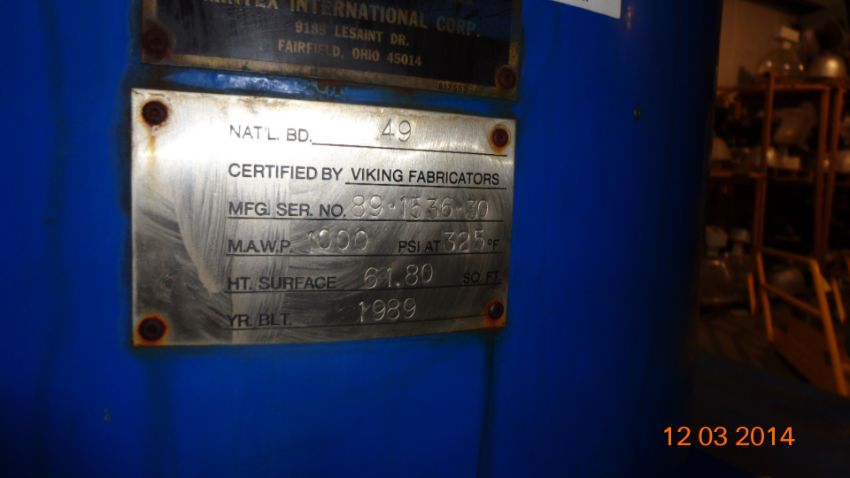 INTERNATIONAL CORP.
9185 LESAINT DR.
FAIRFIELD, OHIO 45014
NAT'L. BD. 49
CERTIFIED BY VIKING FABRICATORS
MFG. SER. NO. 89-1536-30
M.A.W.P. 1000 PSI AT 325 °F
HT. SURFACE 61.80 SQ. FT.
YR. BLT. 1989
12 03 2014